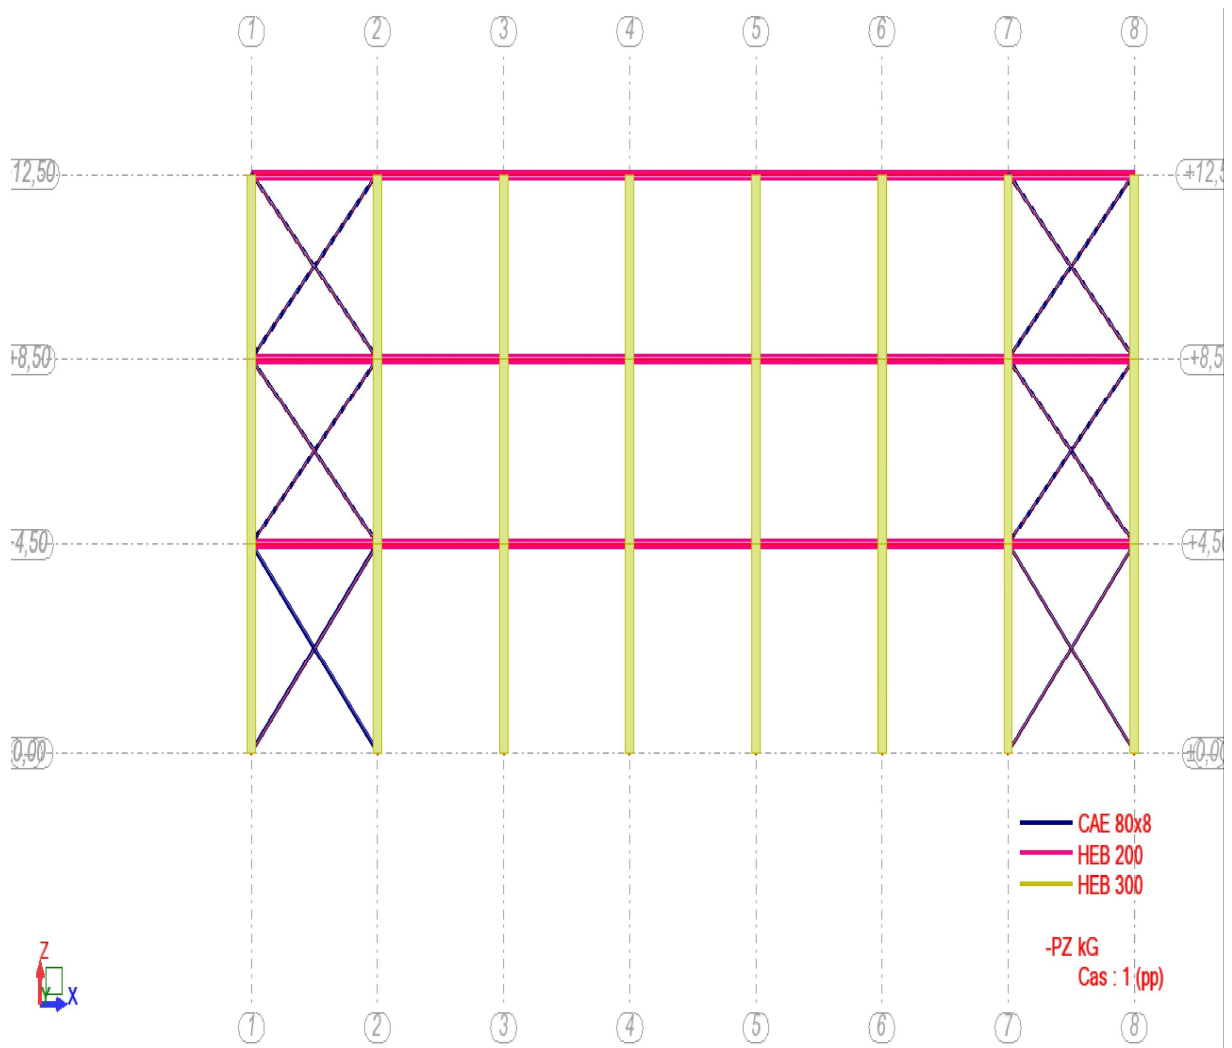 1 2 3 4 5 6 7 8
12,50 +12,5
+8,50 +8,5
4,50 +4,50
0,00 ±0,00
CAE 80x8
HEB 200
HEB 300
-PZ kG
Cas : 1 (pp)
Z
Y X
1 2 3 4 5 6 7 8